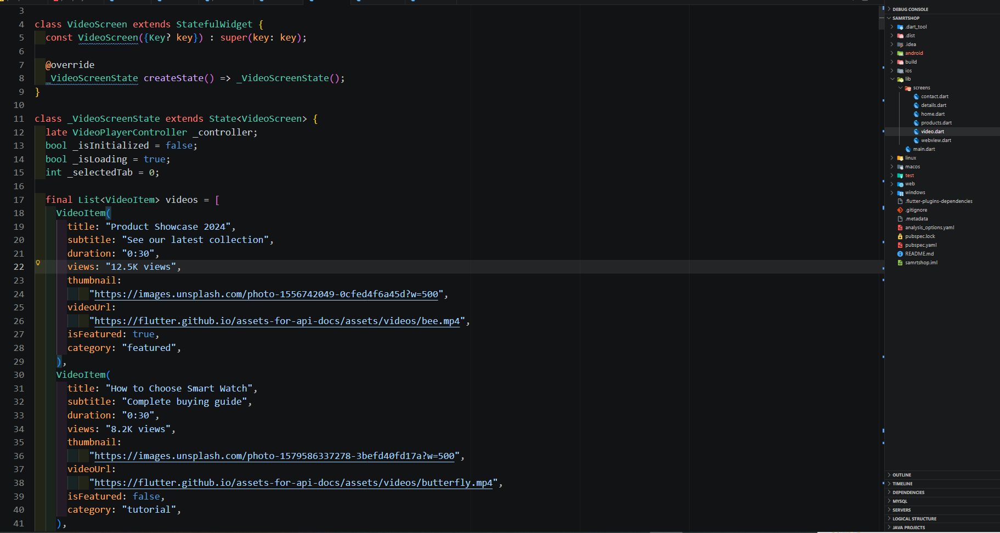 3
4 class VideoScreen extends StatefulWidget {
5 const VideoScreen({Key? key}) : super(key: key);
6
7 @override
8 _VideoScreenState createState() => _VideoScreenState();
9 }
10
11 class _VideoScreenState extends State<VideoScreen> {
12 late VideoPlayerController _controller;
13 bool _isInitialized = false;
14 bool _isLoading = true;
15 int _selectedTab = 0;
16
17 final List<VideoItem> videos = [
18 VideoItem(
19 title: "Product Showcase 2024",
20 subtitle: "See our latest collection",
21 duration: "0:30",
22 views: "12.5K views",
23 thumbnail:
24 "https://images.unsplash.com/photo-1556742049-0cfed4f6a45d?w=500",
25 videoUrl:
26 "https://flutter.github.io/assets-for-api-docs/assets/videos/bee.mp4",
27 isFeatured: true,
28 category: "featured",
29 ),
30 VideoItem(
31 title: "How to Choose Smart Watch",
32 subtitle: "Complete buying guide",
33 duration: "0:30",
34 views: "8.2K views",
35 thumbnail:
36 "https://images.unsplash.com/photo-1579586337278-3befd40fd17a?w=500",
37 videoUrl:
38 "https://flutter.github.io/assets-for-api-docs/assets/videos/butterfly.mp4",
39 isFeatured: false,
40 category: "tutorial",
41 ),
DEBUG CONSOLE
SAMRTSHOP
.dart_tool
.dist
.idea
android
build
ios
lib
screens
contact.dart
details.dart
home.dart
products.dart
video.dart
webview.dart
main.dart
linux
macos
test
web
windows
.flutter-plugins-dependencies
.gitignore
.metadata
analysis_options.yaml
pubspec.lock
pubspec.yaml
README.md
samrtshop.iml
OUTLINE
TIMELINE
DEPENDENCIES
MYSQL
SERVERS
LOGICAL STRUCTURE
JAVA PROJECTS